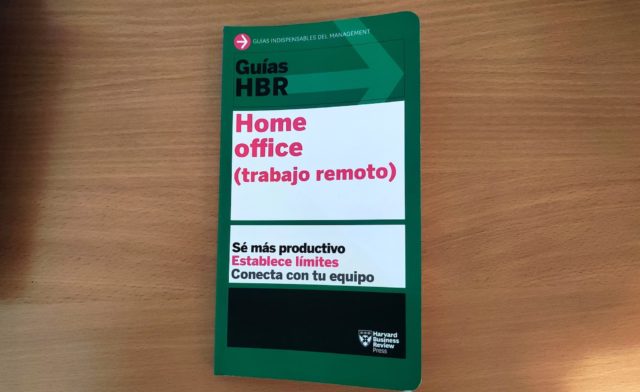 GUÍAS INDISPENSABLES DEL MANAGEMENT
Guías
HBR
Home
office
(trabajo remoto)
Sé más productivo
Establece límites
Conecta con tu equipo
Harvard
Business
Review
Press